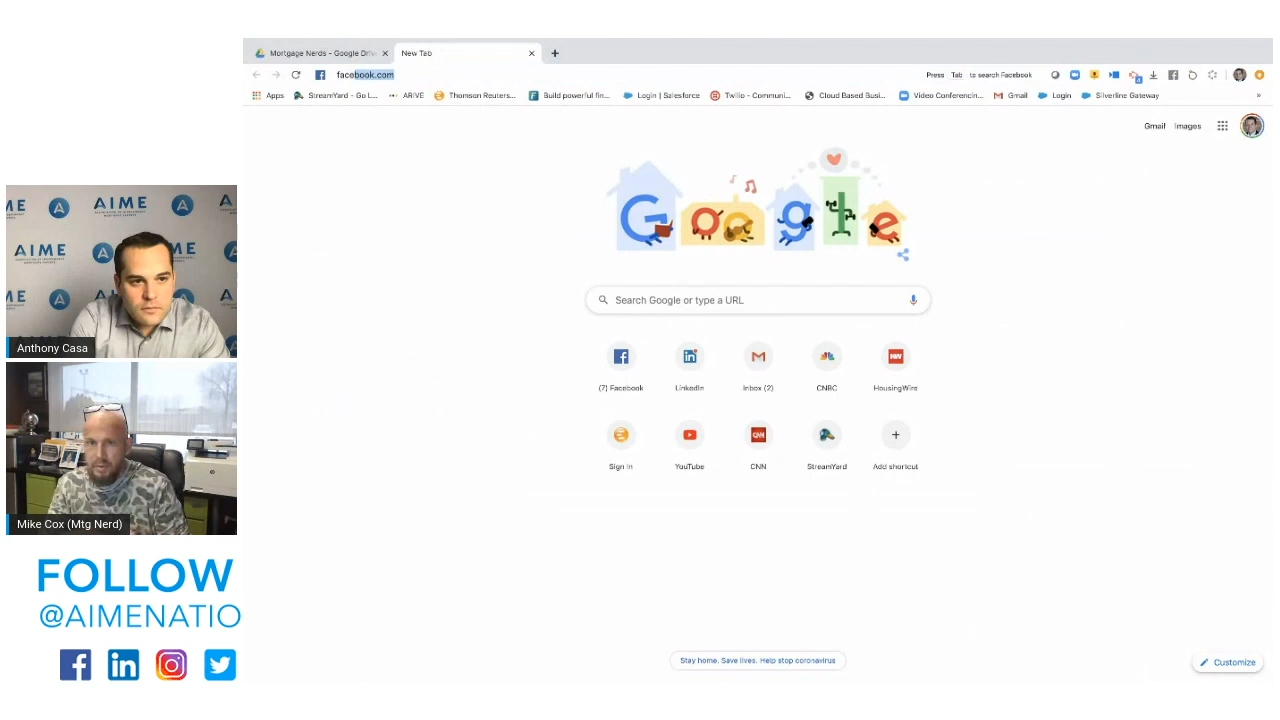 Mortgage Nerds - Google Driv
New Tab
facebook.com
Press Tab to search Facebook
Apps
StreamYard - Go L...
ARIVE
Thomson Reuters...
Build powerful fin...
Login | Salesforce
Twilio - Communi...
Cloud Based Busi...
Video Conferencin...
Gmail
Login
Silverline Gateway
»
Gmail
Images
Google
Search Google or type a URL
(7) Facebook
LinkedIn
Inbox (2)
CNBC
HousingWire
Sign In
YouTube
CNN
StreamYard
Add shortcut
Stay home. Save lives. Help stop coronavirus
Customize
AIME
AIME
Anthony Casa
Mike Cox (Mtg Nerd)
FOLLOW
@AIMENATIO